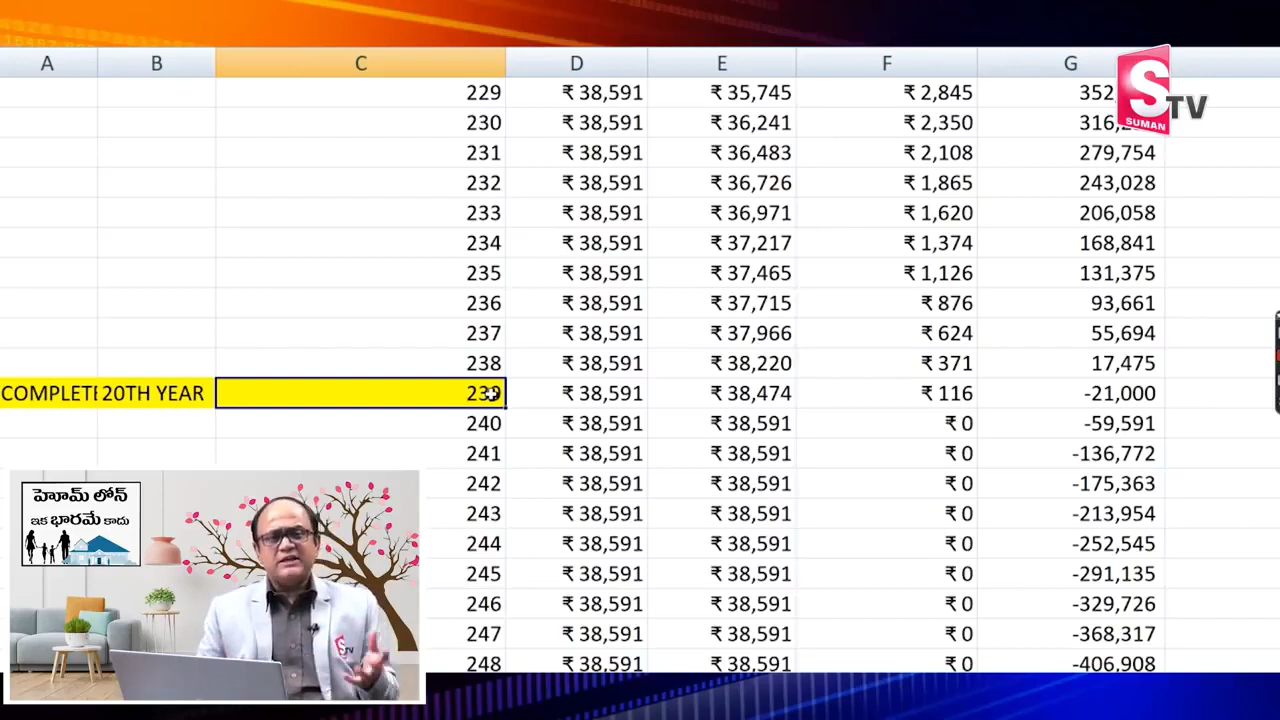 A B C D E F G
229 ₹ 38,591 ₹ 35,745 ₹ 2,845 352,
230 ₹ 38,591 ₹ 36,241 ₹ 2,350 316,
231 ₹ 38,591 ₹ 36,483 ₹ 2,108 279,754
232 ₹ 38,591 ₹ 36,726 ₹ 1,865 243,028
233 ₹ 38,591 ₹ 36,971 ₹ 1,620 206,058
234 ₹ 38,591 ₹ 37,217 ₹ 1,374 168,841
235 ₹ 38,591 ₹ 37,465 ₹ 1,126 131,375
236 ₹ 38,591 ₹ 37,715 ₹ 876 93,661
237 ₹ 38,591 ₹ 37,966 ₹ 624 55,694
238 ₹ 38,591 ₹ 38,220 ₹ 371 17,475
COMPLETE 20TH YEAR 239 ₹ 38,591 ₹ 38,474 ₹ 116 -21,000
240 ₹ 38,591 ₹ 38,591 ₹ 0 -59,591
241 ₹ 38,591 ₹ 38,591 ₹ 0 -136,772
242 ₹ 38,591 ₹ 38,591 ₹ 0 -175,363
243 ₹ 38,591 ₹ 38,591 ₹ 0 -213,954
244 ₹ 38,591 ₹ 38,591 ₹ 0 -252,545
245 ₹ 38,591 ₹ 38,591 ₹ 0 -291,135
246 ₹ 38,591 ₹ 38,591 ₹ 0 -329,726
247 ₹ 38,591 ₹ 38,591 ₹ 0 -368,317
248 ₹ 38,591 ₹ 38,591 ₹ 0 -406,908
S TV
SUMAN
హెూమ్ లోన్
ఇక భారమే కాదు
S TV